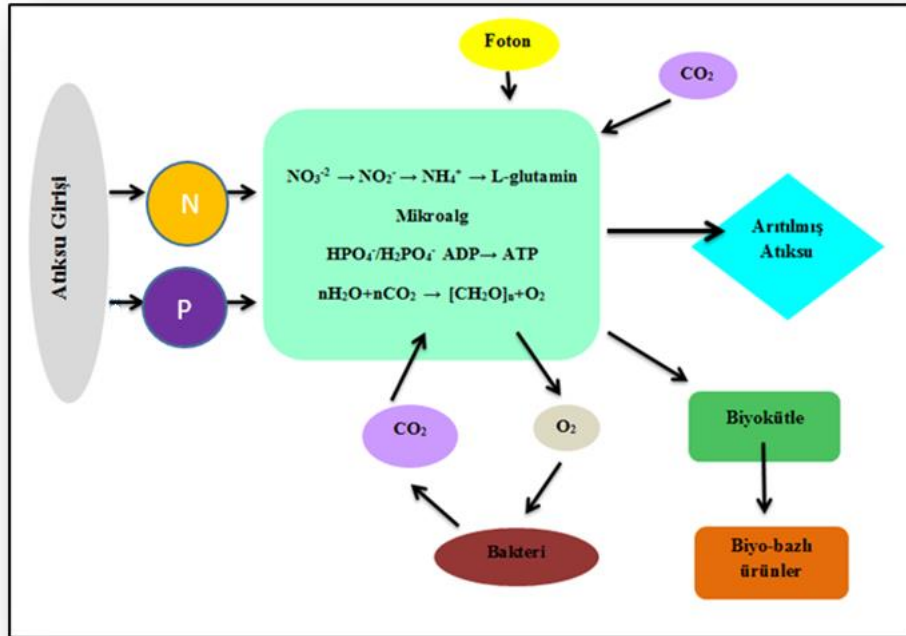 Foton
CO₂
Atıksu Girişi
N
P
NO₃⁻² → NO₂⁻ → NH₄⁺ → L-glutamin
Mikroalg
HPO₄⁻/H₂PO₄⁻ ADP→ ATP
nH₂O+nCO₂ → [CH₂O]ₙ+O₂
Arıtılmış
Atıksu
CO₂
O₂
Biyokütle
Bakteri
Biyo-bazlı
ürünler